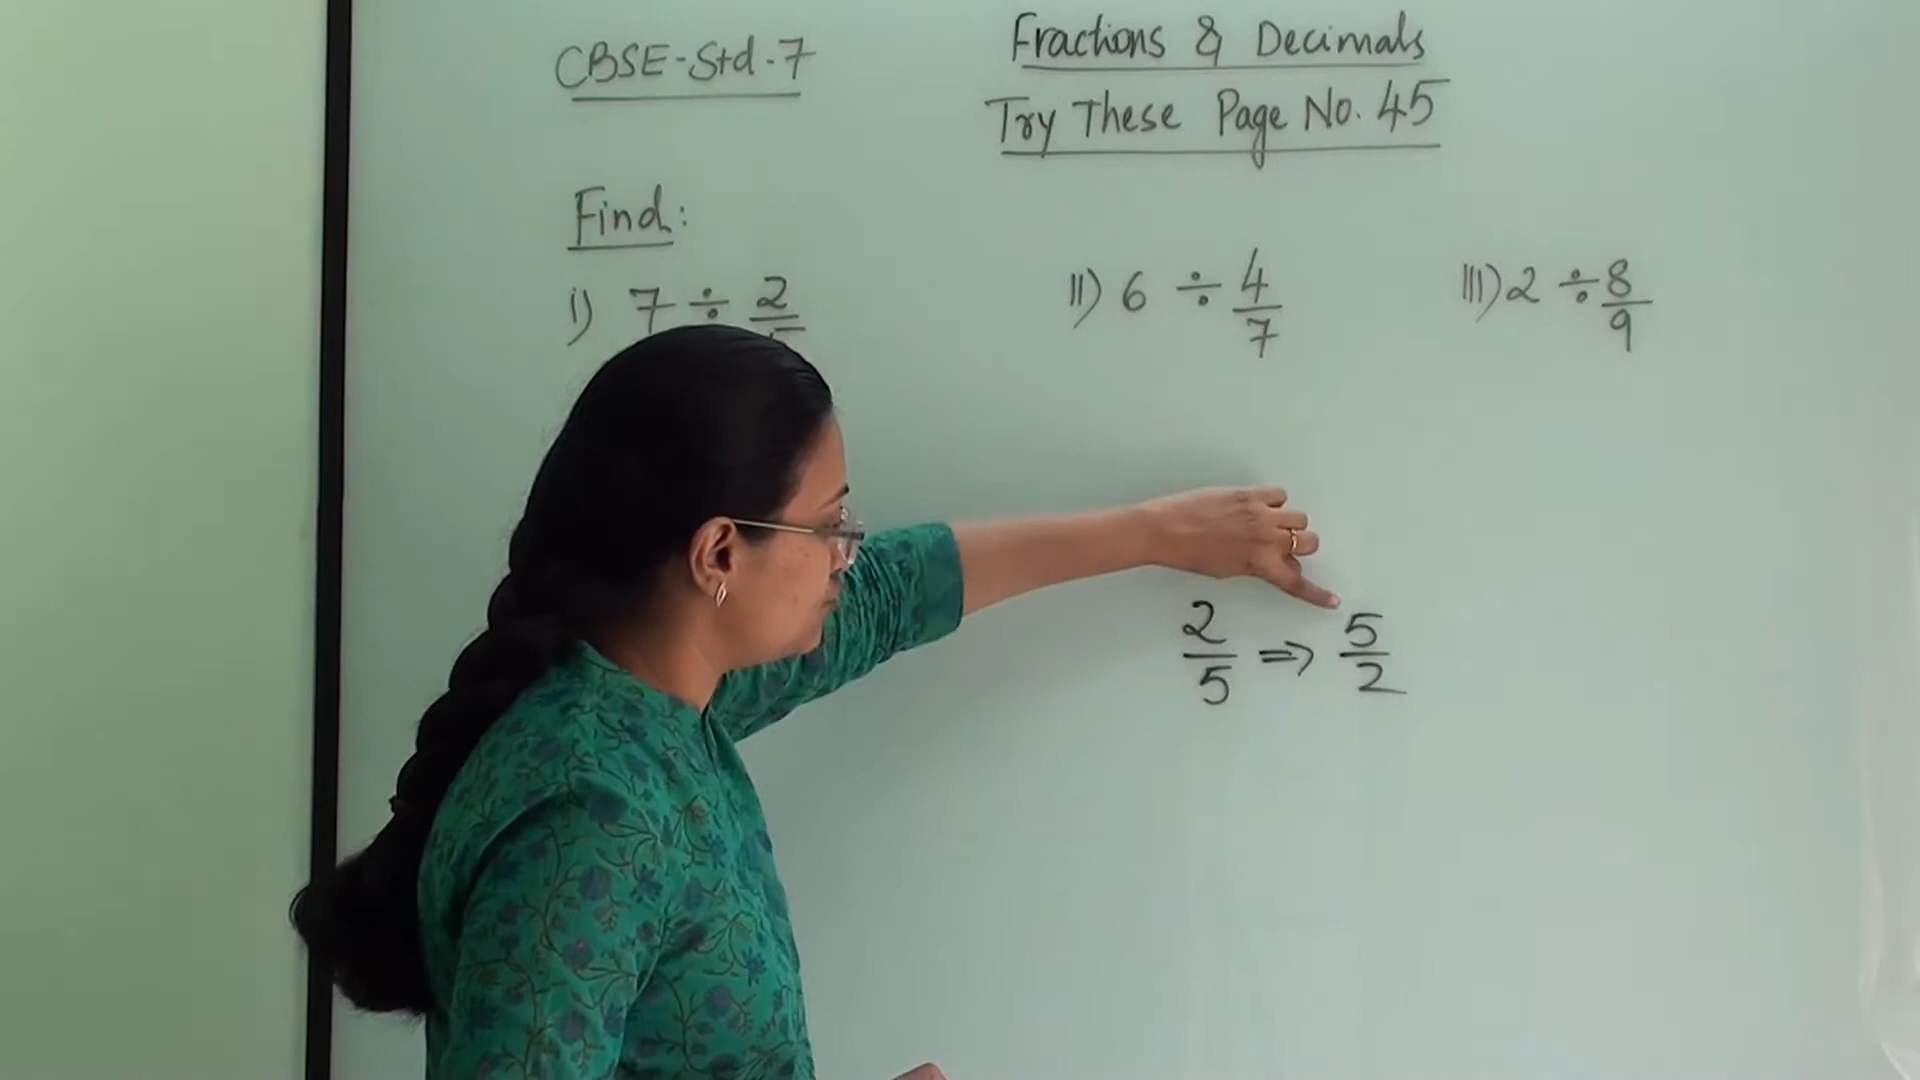 CBSE-Std-7
Fractions & Decimals
Try These Page No. 45
Find:
i) 7 ÷ 2/5
II) 6 ÷ 4/7
III) 2 ÷ 8/9
2/5 ⇒ 5/2